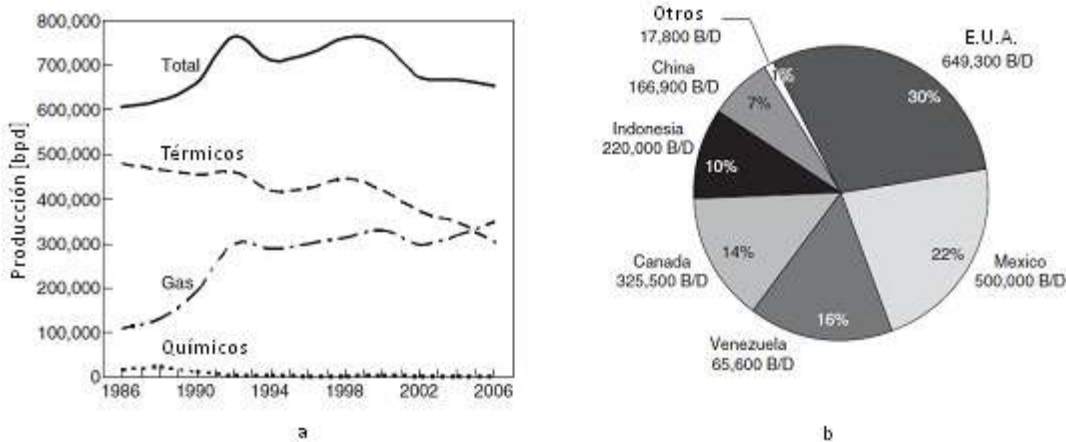 800,000
700,000
600,000
500,000
400,000
300,000
200,000
100,000
0
Producción [bpd]
Total
Térmicos
Gas
Químicos
1986 1990 1994 1998 2002 2006
a
Otros
17,800 B/D
1%
E.U.A.
649,300 B/D
30%
China
166,900 B/D
7%
Indonesia
220,000 B/D
10%
Canada
325,500 B/D
14%
Mexico
500,000 B/D
22%
Venezuela
65,600 B/D
16%
b